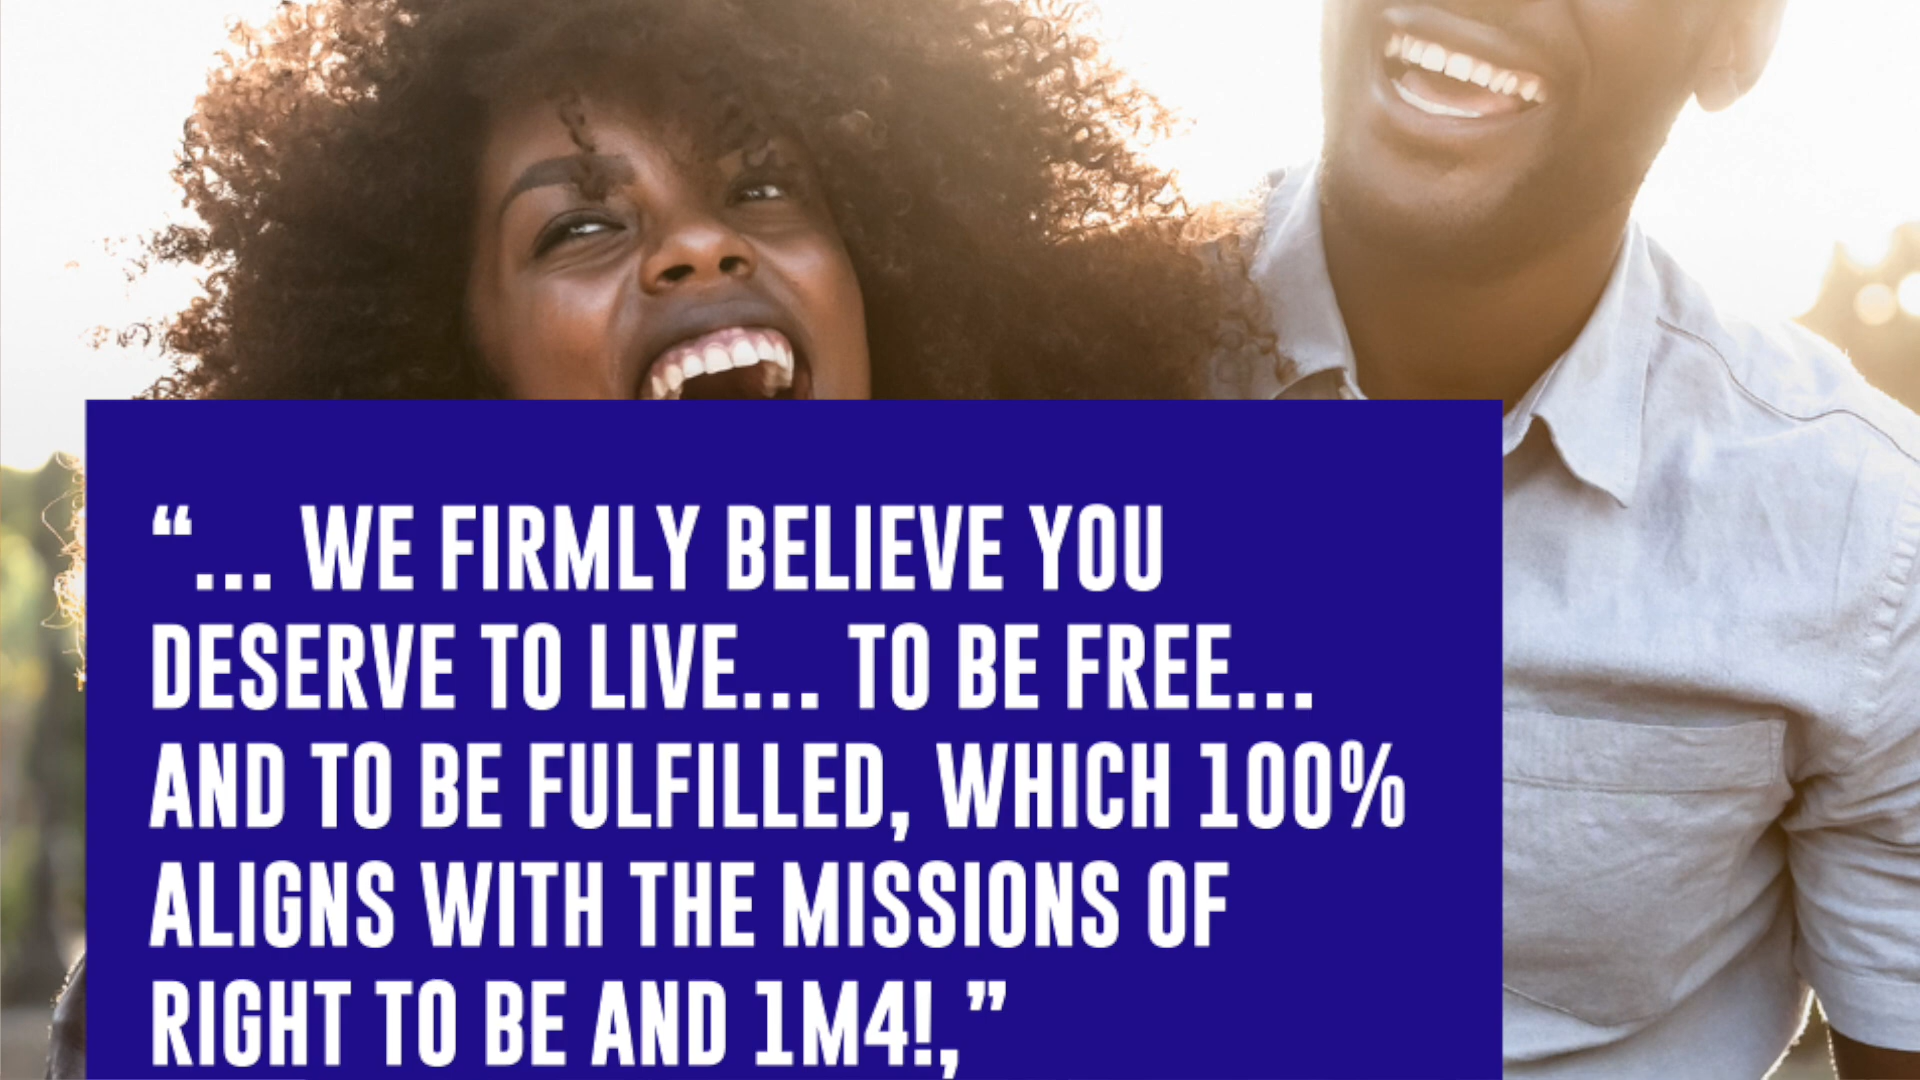 “... WE FIRMLY BELIEVE YOU
DESERVE TO LIVE... TO BE FREE...
AND TO BE FULFILLED, WHICH 100%
ALIGNS WITH THE MISSIONS OF
RIGHT TO BE AND 1M4!,”